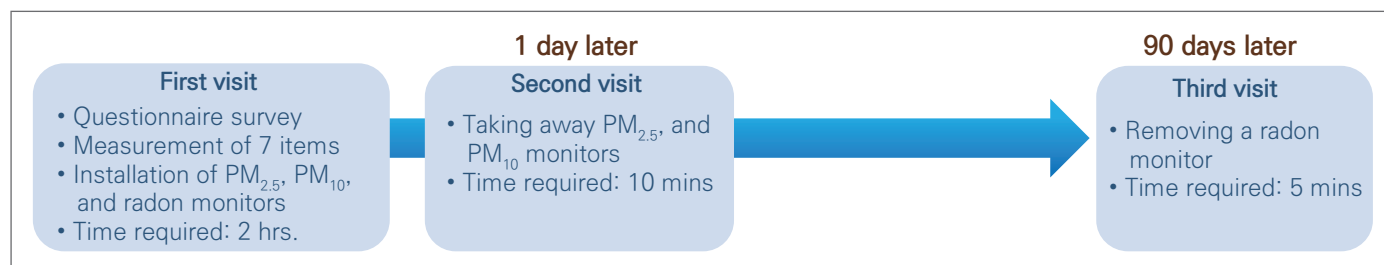 First visit
• Questionnaire survey
• Measurement of 7 items
• Installation of PM2.5, PM10,
and radon monitors
• Time required: 2 hrs.
1 day later
Second visit
• Taking away PM2.5, and
PM10 monitors
• Time required: 10 mins
90 days later
Third visit
• Removing a radon
monitor
• Time required: 5 mins